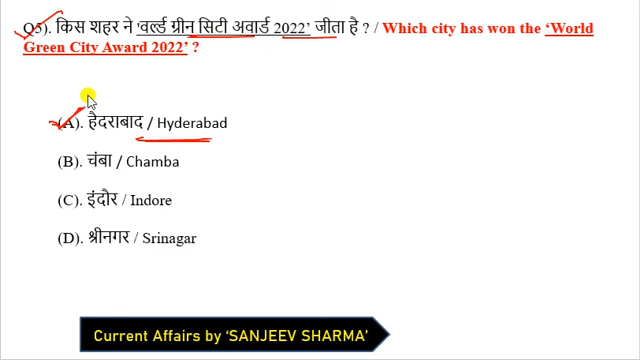 Q5). किस शहर ने 'वर्ल्ड ग्रीन सिटी अवार्ड 2022' जीता है ? / Which city has won the ‘World
Green City Award 2022’ ?
(A). हैदराबाद / Hyderabad
(B). चंबा / Chamba
(C). इंदौर / Indore
(D). श्रीनगर / Srinagar
Current Affairs by ‘SANJEEV SHARMA’